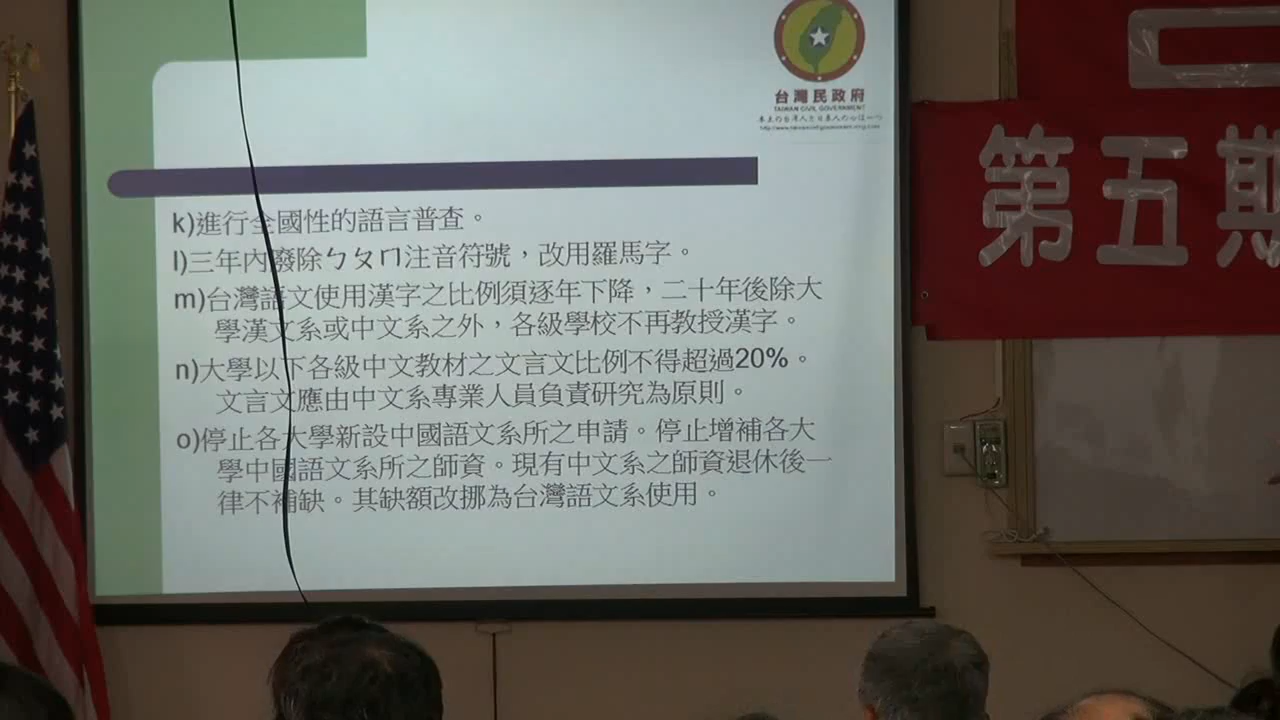 台灣民政府
TAIWAN CIVIL GOVERNMENT
k)進行全國性的語言普查。
l)三年內廢除ㄅㄆㄇ注音符號，改用羅馬字。
m)台灣語文使用漢字之比例須逐年下降，二十年後除大
學漢文系或中文系之外，各級學校不再教授漢字。
n)大學以下各級中文教材之文言文比例不得超過20%。
文言文應由中文系專業人員負責研究為原則。
o)停止各大學新設中國語文系所之申請。停止增補各大
學中國語文系所之師資。現有中文系之師資退休後一
律不補缺。其缺額改挪為台灣語文系使用。
第五期